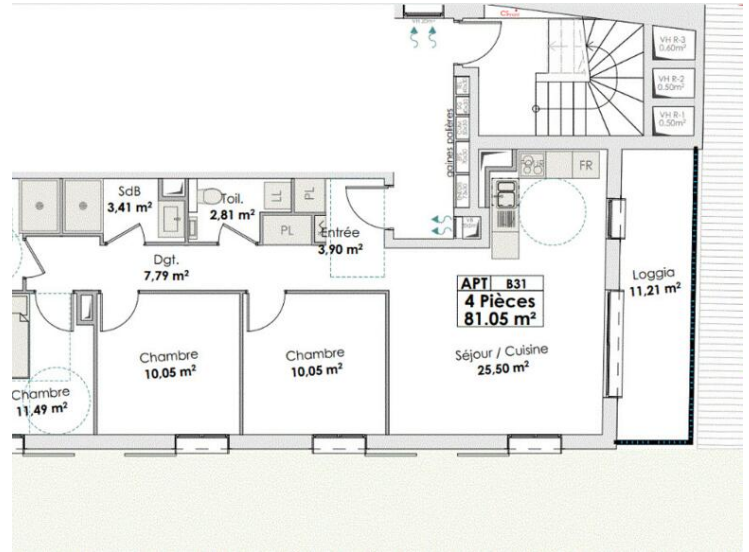 VH R-3
0.60m²
VH R-2
0.50m²
VH R-1
0.50m²
gaines palières
FR
SdB
3,41 m²
Toil.
2,81 m²
LL
PL
PL
Entrée
3,90 m²
Dgt.
7,79 m²
Loggia
11,21 m²
APT B31
4 Pièces
81.05 m²
Séjour / Cuisine
25,50 m²
Chambre
10,05 m²
Chambre
10,05 m²
Chambre
11,49 m²